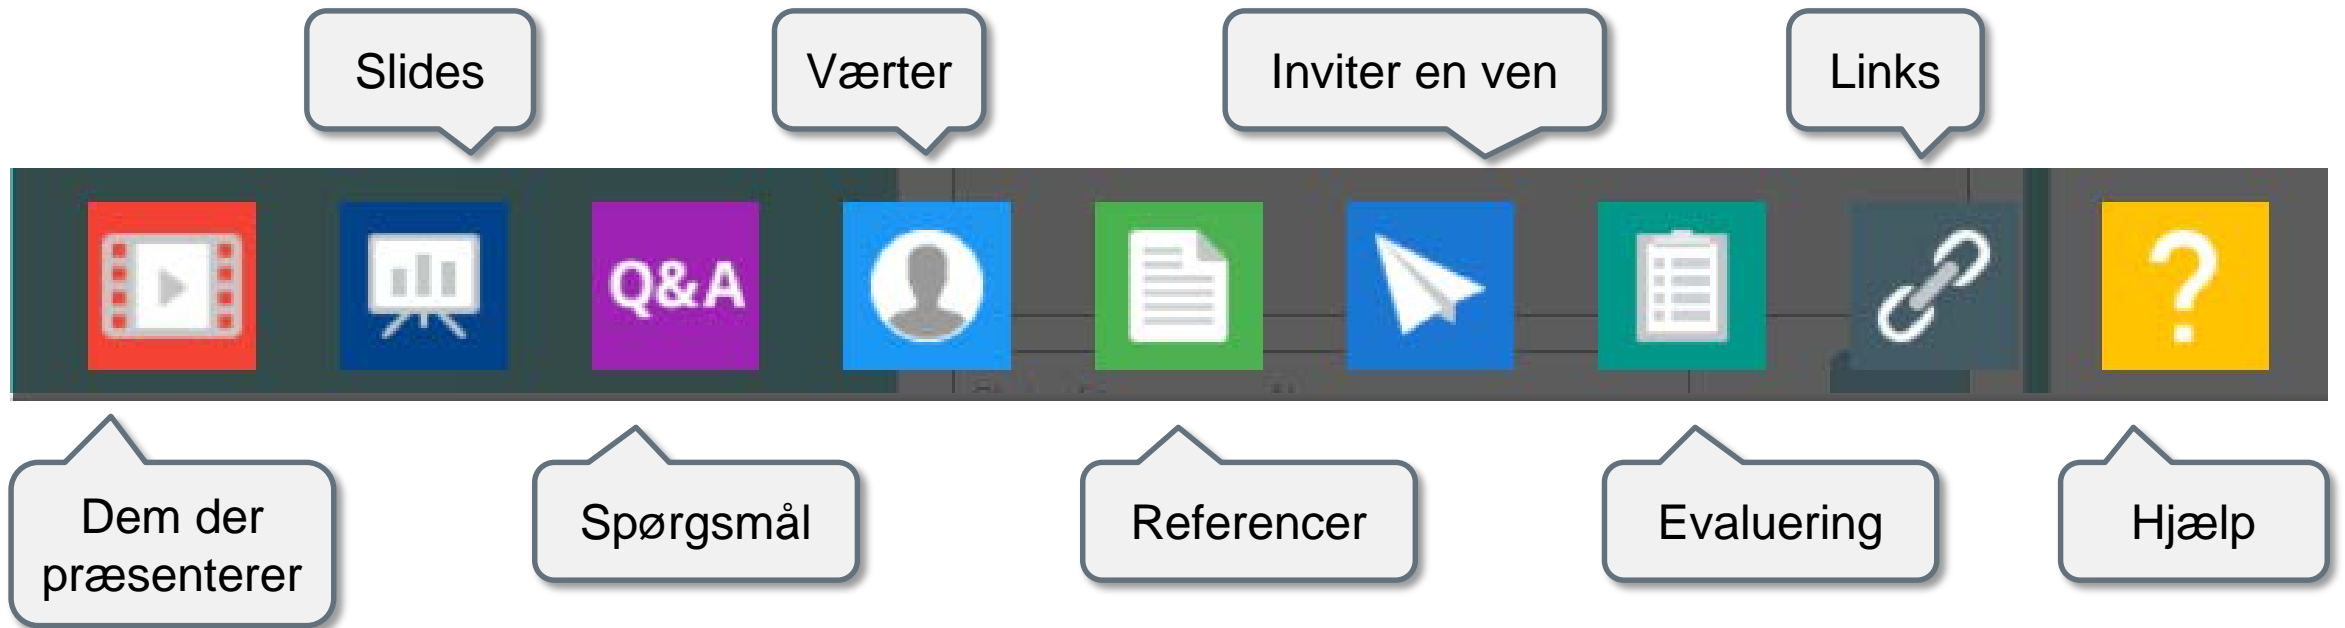 Slides
Værter
Inviter en ven
Links
Q&A
Dem der
præsenterer
Spørgsmål
Referencer
Evaluering
Hjælp